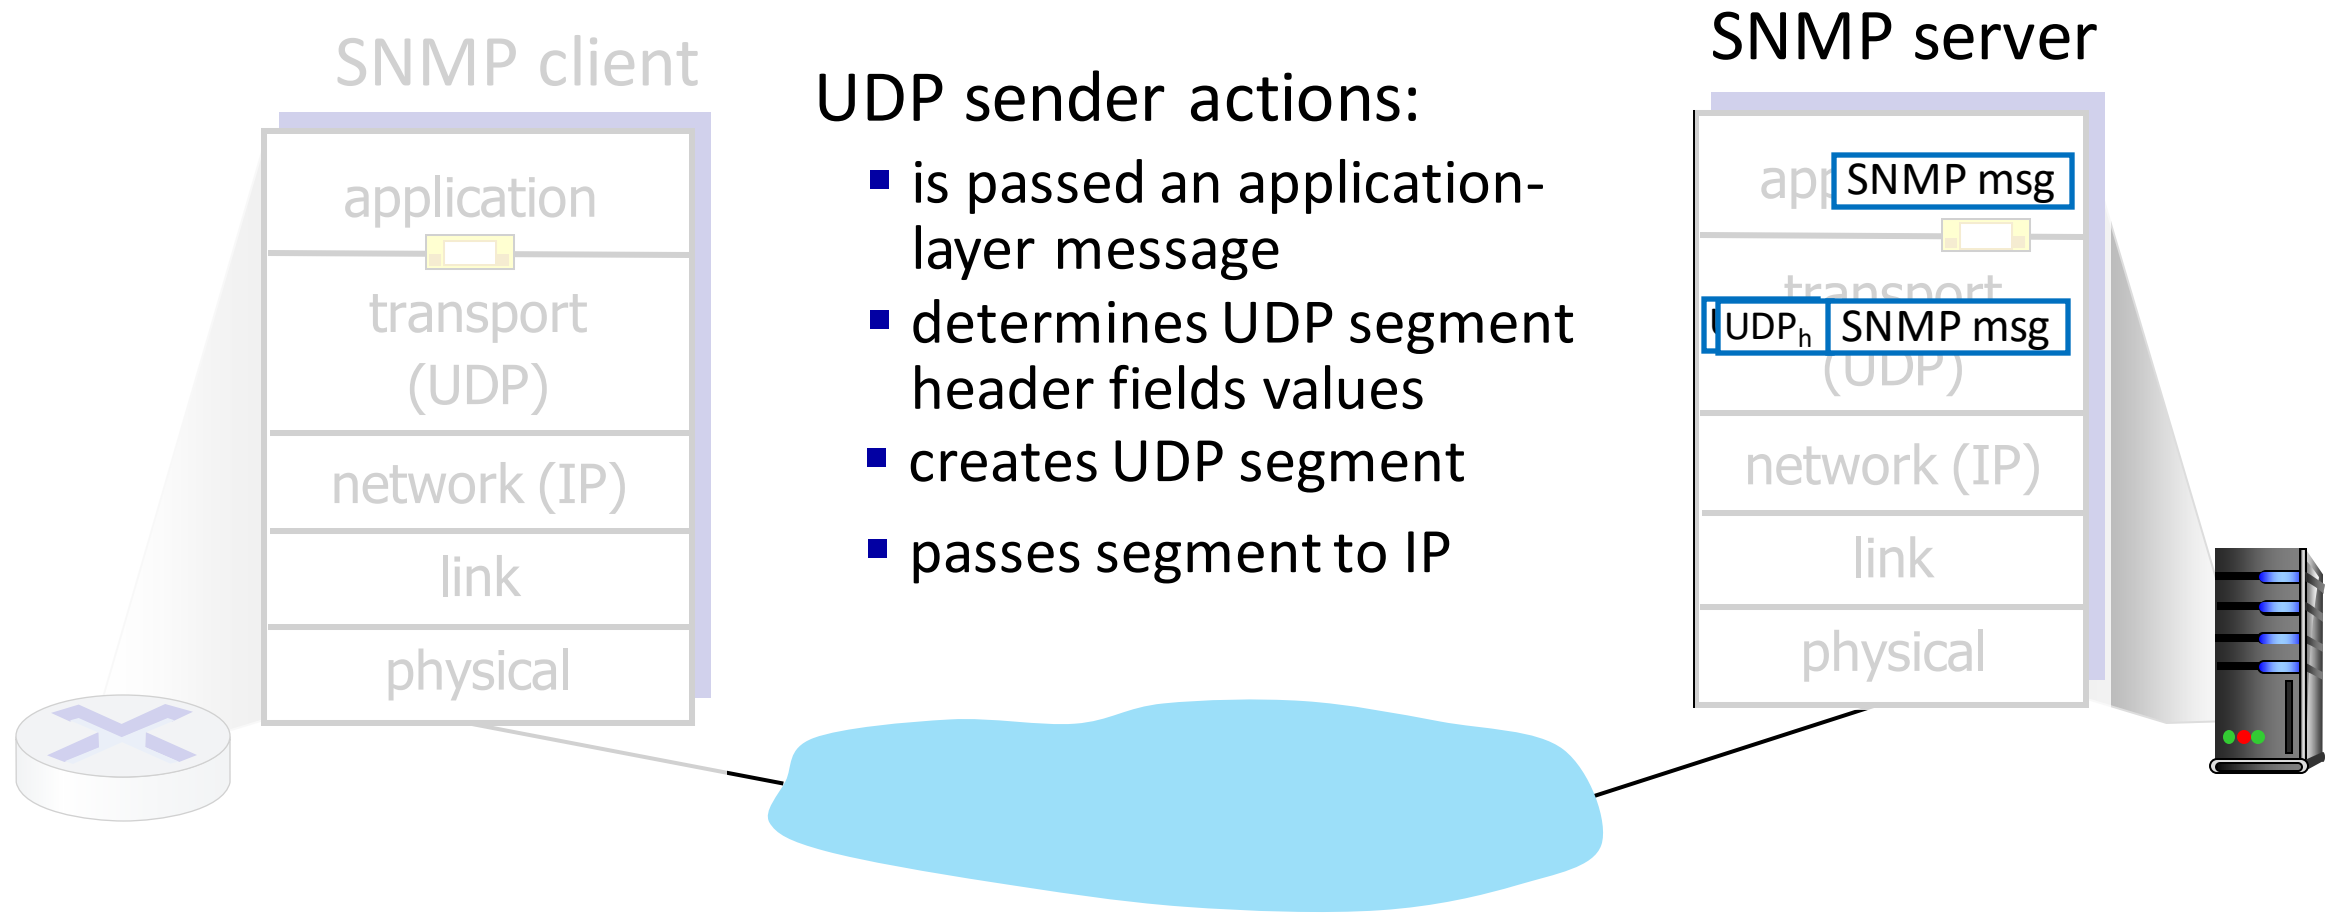 SNMP client
application
transport
(UDP)
network (IP)
link
physical
UDP sender actions:
is passed an application-
layer message
determines UDP segment
header fields values
creates UDP segment
passes segment to IP
SNMP server
SNMP msg
transport
UDPh SNMP msg
(UDP)
network (IP)
link
physical